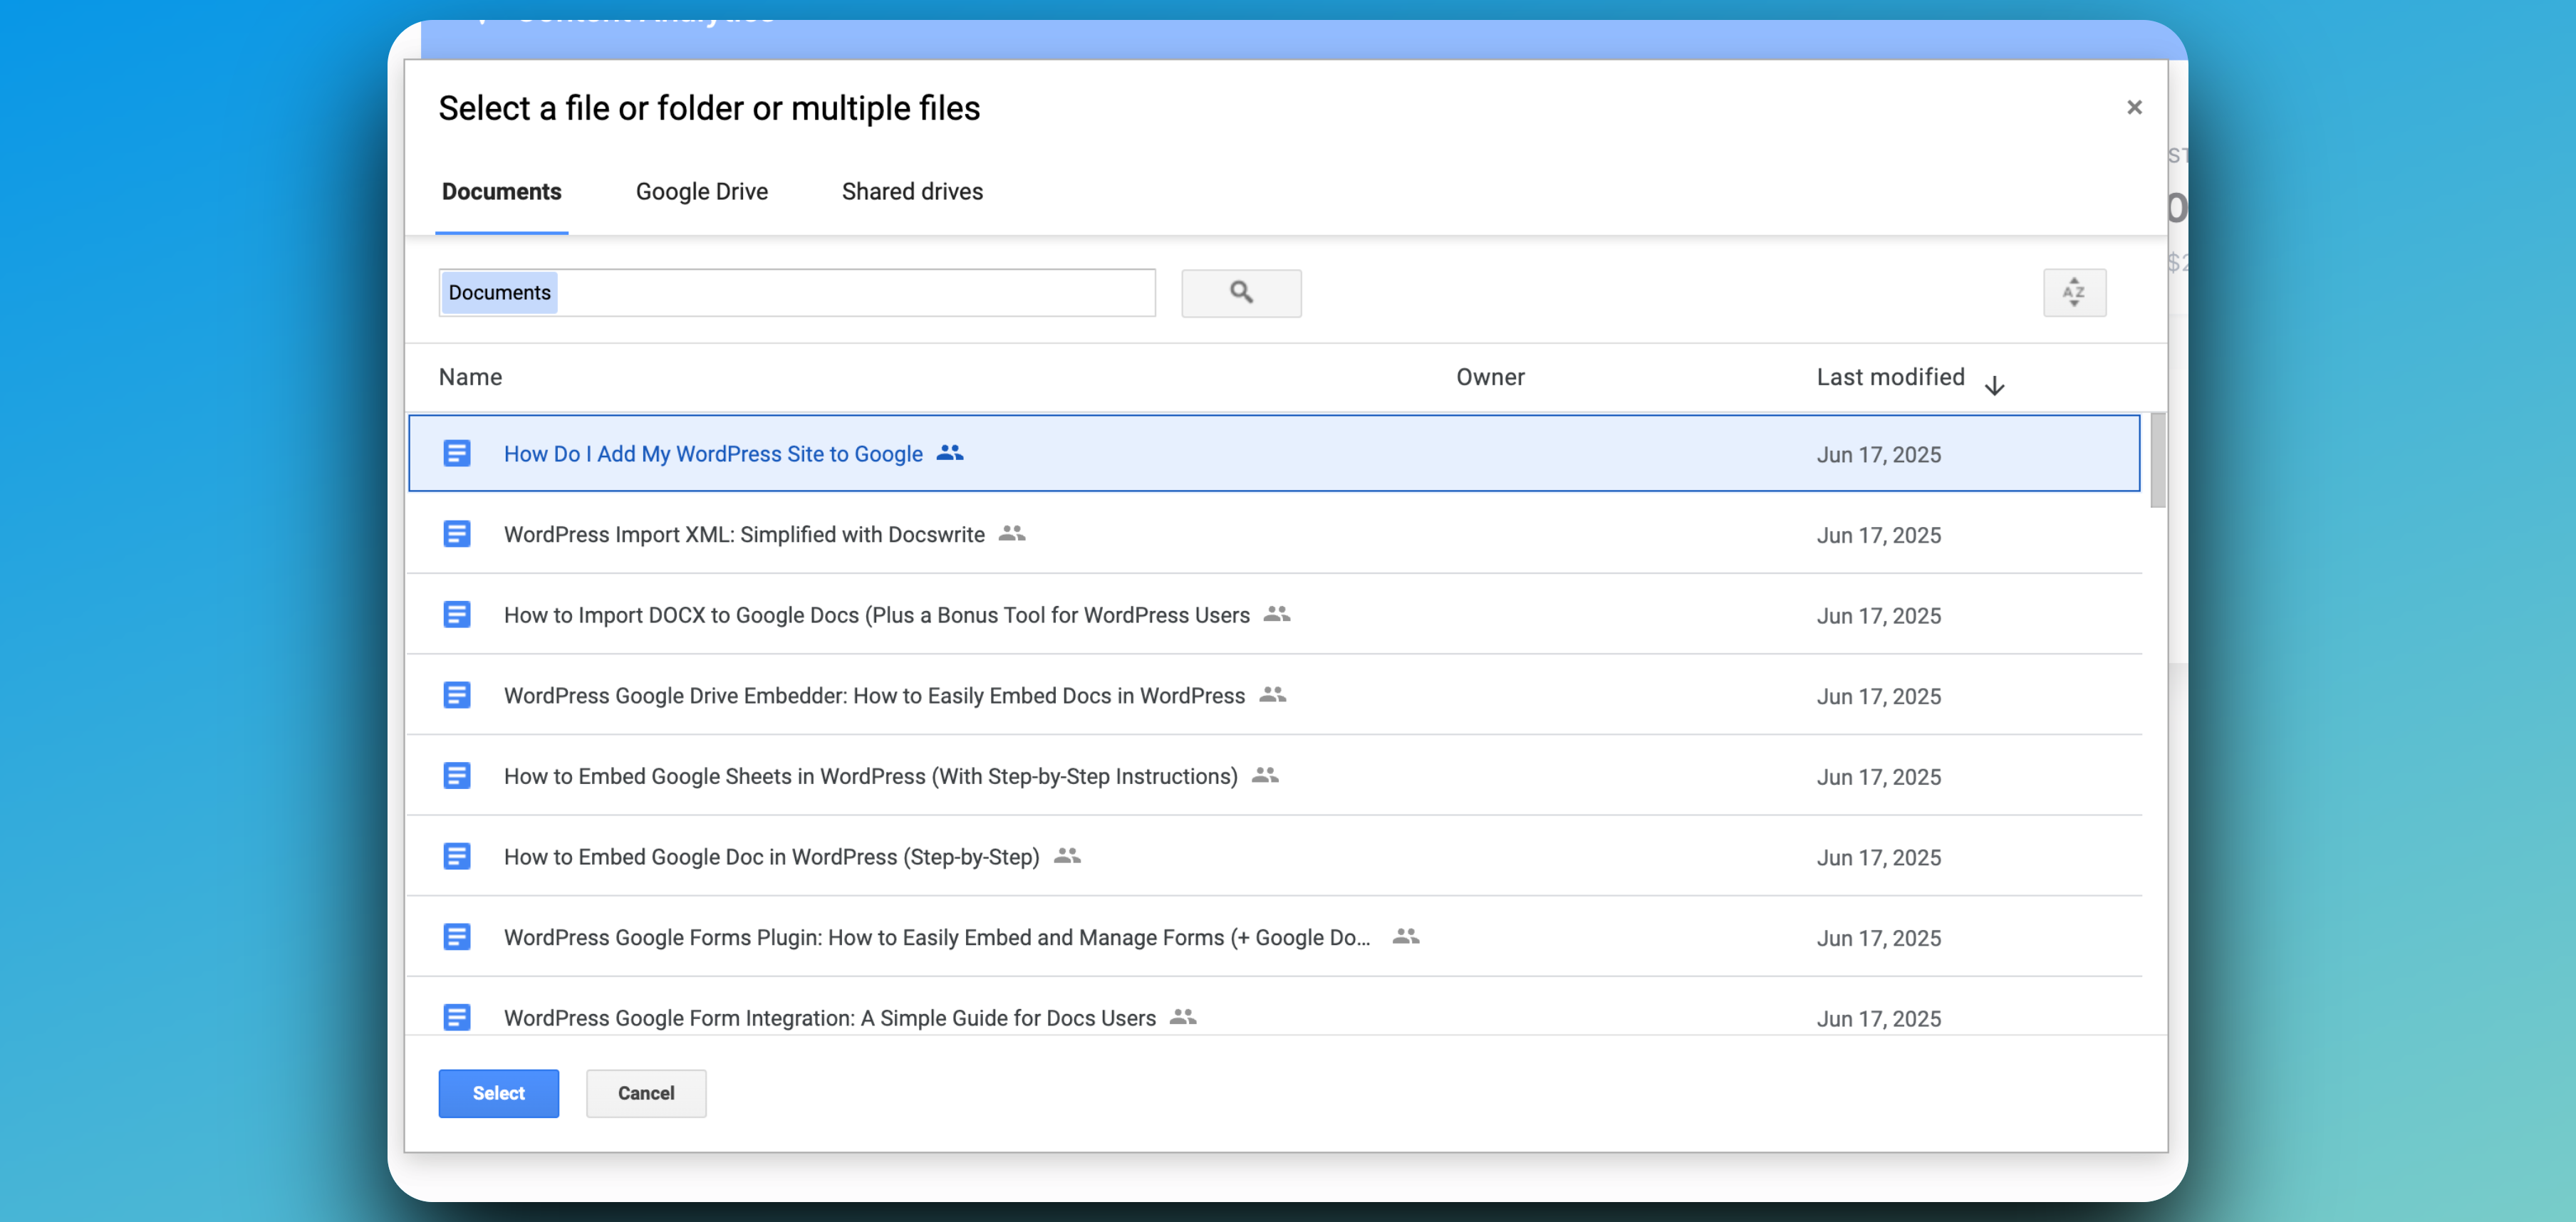 Select a file or folder or multiple files
×
Documents Google Drive Shared drives
Documents
AZ
Name Owner Last modified
How Do I Add My WordPress Site to Google Jun 17, 2025
WordPress Import XML: Simplified with Docswrite Jun 17, 2025
How to Import DOCX to Google Docs (Plus a Bonus Tool for WordPress Users Jun 17, 2025
WordPress Google Drive Embedder: How to Easily Embed Docs in WordPress Jun 17, 2025
How to Embed Google Sheets in WordPress (With Step-by-Step Instructions) Jun 17, 2025
How to Embed Google Doc in WordPress (Step-by-Step) Jun 17, 2025
WordPress Google Forms Plugin: How to Easily Embed and Manage Forms (+ Google Do... Jun 17, 2025
WordPress Google Form Integration: A Simple Guide for Docs Users Jun 17, 2025
Select Cancel